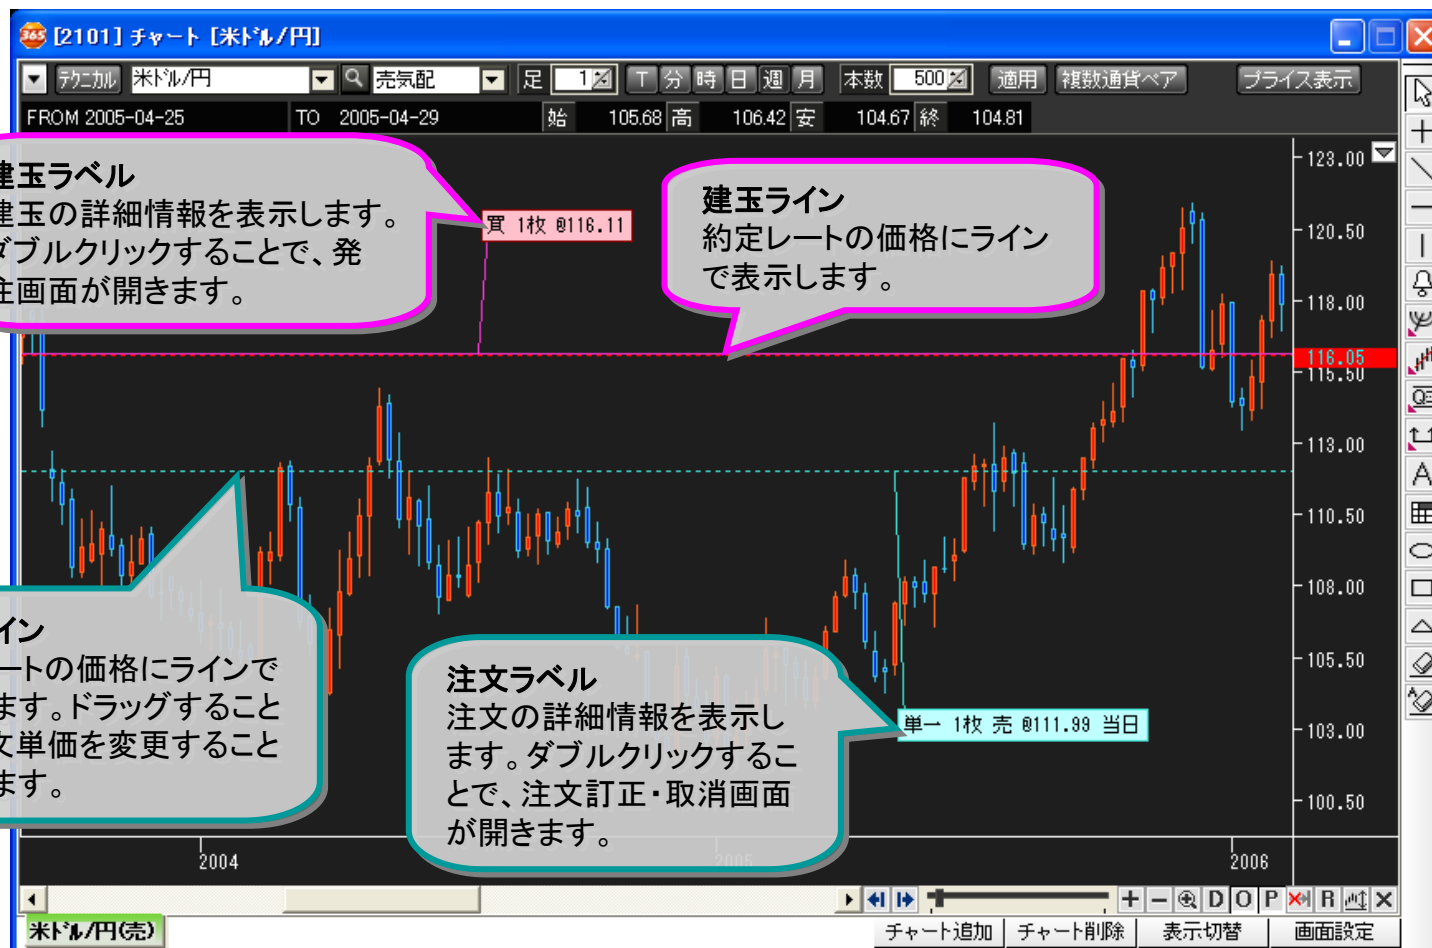 365 [2101] チャート [米ドル/円]
テクニカル 米ドル/円 売気配 足 1 T 分 時 日 週 月 本数 500 適用 複数通貨ペア プライス表示
FROM 2005-04-25 TO 2005-04-29 始 105.68 高 106.42 安 104.67 終 104.81
建玉ラベル
建玉の詳細情報を表示します。
ダブルクリックすることで、発
注画面が開きます。
買 1枚 @116.11
建玉ライン
約定レートの価格にライン
で表示します。
123.00
120.50
118.00
116.05
115.50
113.00
110.50
108.00
105.50
103.00
100.50
イン
ートの価格にラインで
ます。ドラッグすること
文単価を変更すること
ます。
注文ラベル
注文の詳細情報を表示し
ます。ダブルクリックするこ
とで、注文訂正・取消画面
が開きます。
単一 1枚 売 @111.99 当日
2004 2005 2006
D O P R
米ドル/円(売) チャート追加 チャート削除 表示切替 画面設定